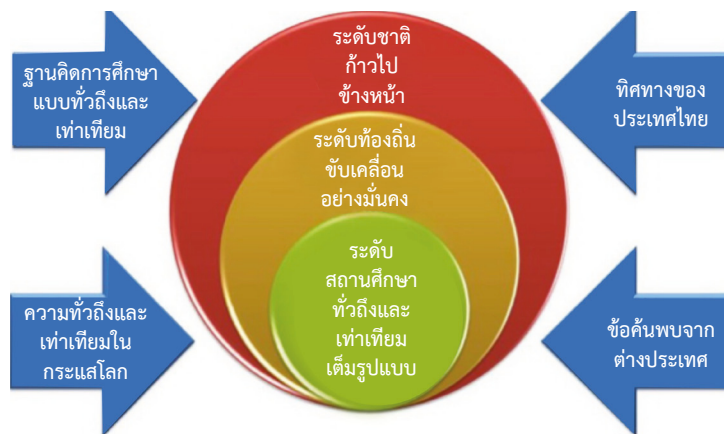 ระดับชาติ
ก้าวไป
ข้างหน้า
ฐานคิดการศึกษา
แบบทั่วถึงและ
เท่าเทียม
ทิศทางของ
ประเทศไทย
ระดับท้องถิ่น
ขับเคลื่อน
อย่างมั่นคง
ระดับ
สถานศึกษา
ทั่วถึงและ
เท่าเทียม
เต็มรูปแบบ
ความทั่วถึงและ
เท่าเทียมใน
กระแสโลก
ข้อค้นพบจาก
ต่างประเทศ